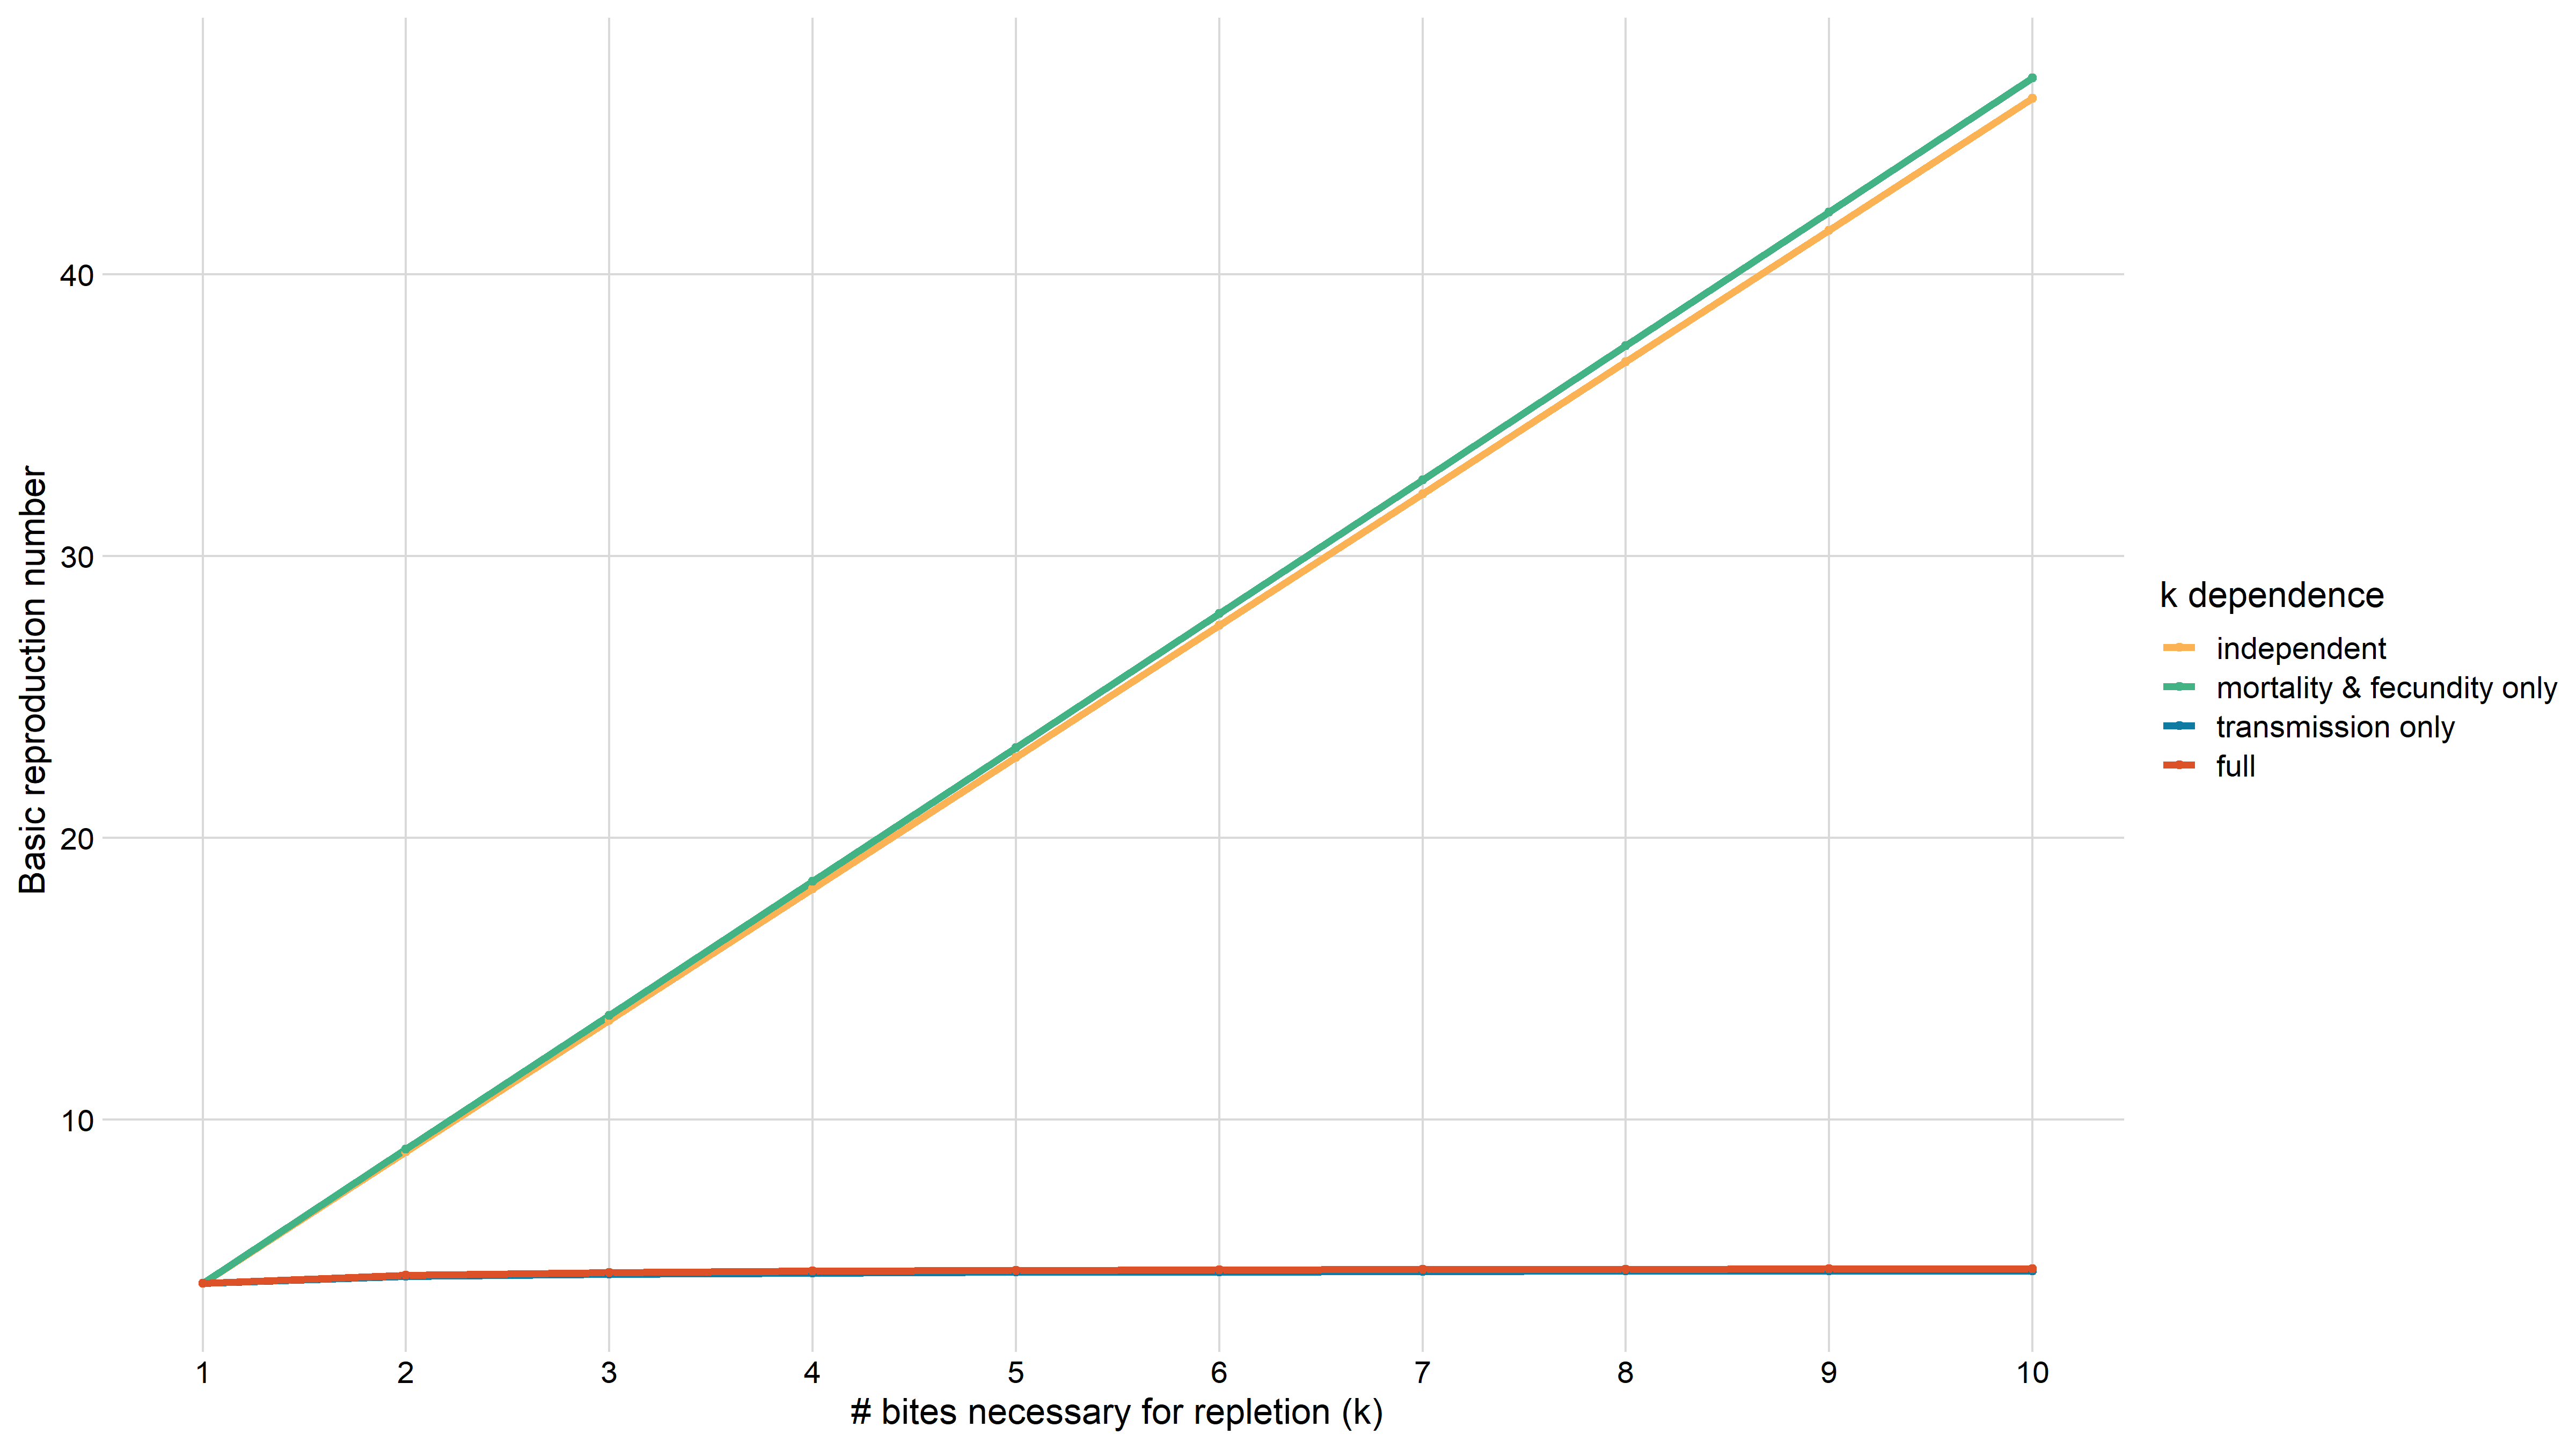 Basic reproduction number
40
30
20
10
1 2 3 4 5 6 7 8 9 10
# bites necessary for repletion (k)
k dependence
independent
mortality & fecundity only
transmission only
full